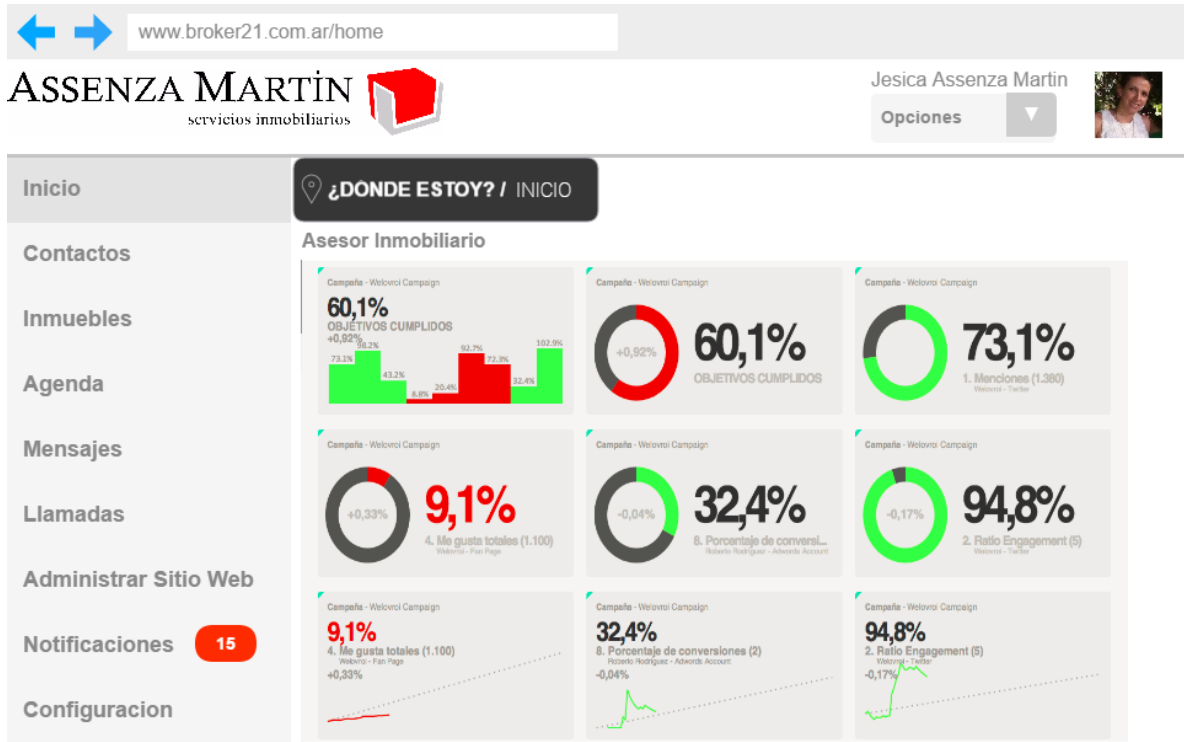 www.broker21.com.ar/home
ASSENZA MARTİN
servicios inmobiliarios
Jesica Assenza Martin
Opciones
Inicio
Contactos
Inmuebles
Agenda
Mensajes
Llamadas
Administrar Sitio Web
Notificaciones 15
Configuracion
¿DONDE ESTOY? / INICIO
Asesor Inmobiliario
Campaña - Welovroi Campaign
60,1%
OBJETIVOS CUMPLIDOS
+0,92%
73.1% 98.2% 43.2% 8.8% 20.4% 92.7% 72.3% 32.4% 102.9%
Campaña - Welovroi Campaign
+0,92%
60,1%
OBJETIVOS CUMPLIDOS
Campaña - Welovroi Campaign
73,1%
1. Menciones (1.380)
Welovroi - Twitter
Campaña - Welovroi Campaign
+0,33%
9,1%
4. Me gusta totales (1.100)
Welovroi - Fan Page
Campaña - Welovroi Campaign
-0,04%
32,4%
8. Porcentaje de conversi...
Roberto Rodríguez - Adwords Account
Campaña - Welovroi Campaign
-0,17%
94,8%
2. Ratio Engagement (5)
Welovroi - Twitter
Campaña - Welovroi Campaign
9,1%
4. Me gusta totales (1.100)
Welovroi - Fan Page
+0,33%
Campaña - Welovroi Campaign
32,4%
8. Porcentaje de conversiones (2)
Roberto Rodríguez - Adwords Account
-0,04%
Campaña - Welovroi Campaign
94,8%
2. Ratio Engagement (5)
Welovroi - Twitter
-0,17%